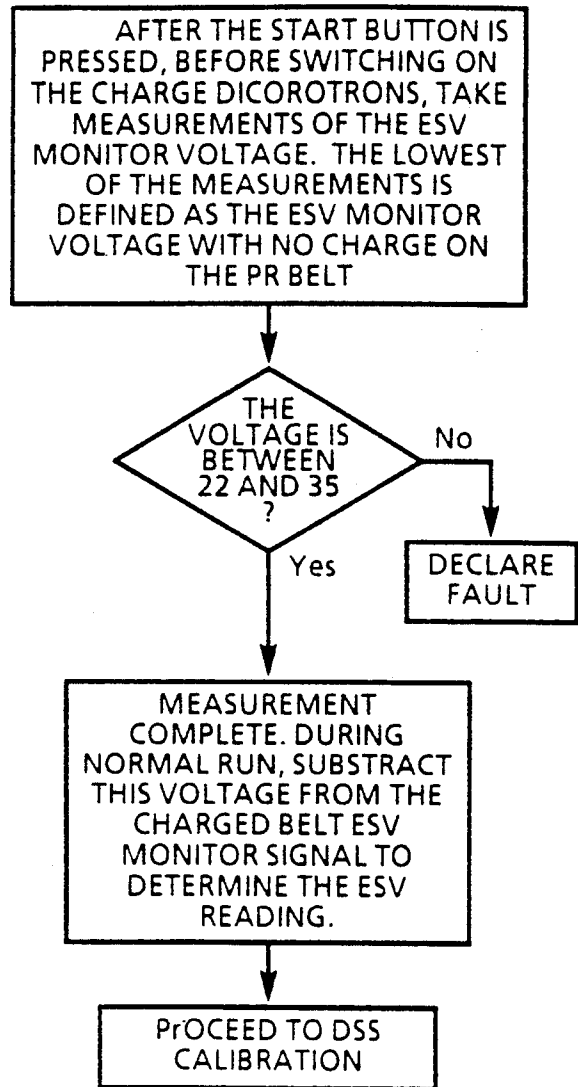 AFTER THE START BUTTON IS
PRESSED, BEFORE SWITCHING ON
THE CHARGE DICOROTRONS, TAKE
MEASUREMENTS OF THE ESV
MONITOR VOLTAGE. THE LOWEST
OF THE MEASUREMENTS IS
DEFINED AS THE ESV MONITOR
VOLTAGE WITH NO CHARGE ON
THE PR BELT
THE
VOLTAGE IS
BETWEEN
22 AND 35
?
No
Yes
DECLARE
FAULT
MEASUREMENT
COMPLETE. DURING
NORMAL RUN, SUBSTRACT
THIS VOLTAGE FROM THE
CHARGED BELT ESV
MONITOR SIGNAL TO
DETERMINE THE ESV
READING.
PrOCEED TO DSS
CALIBRATION